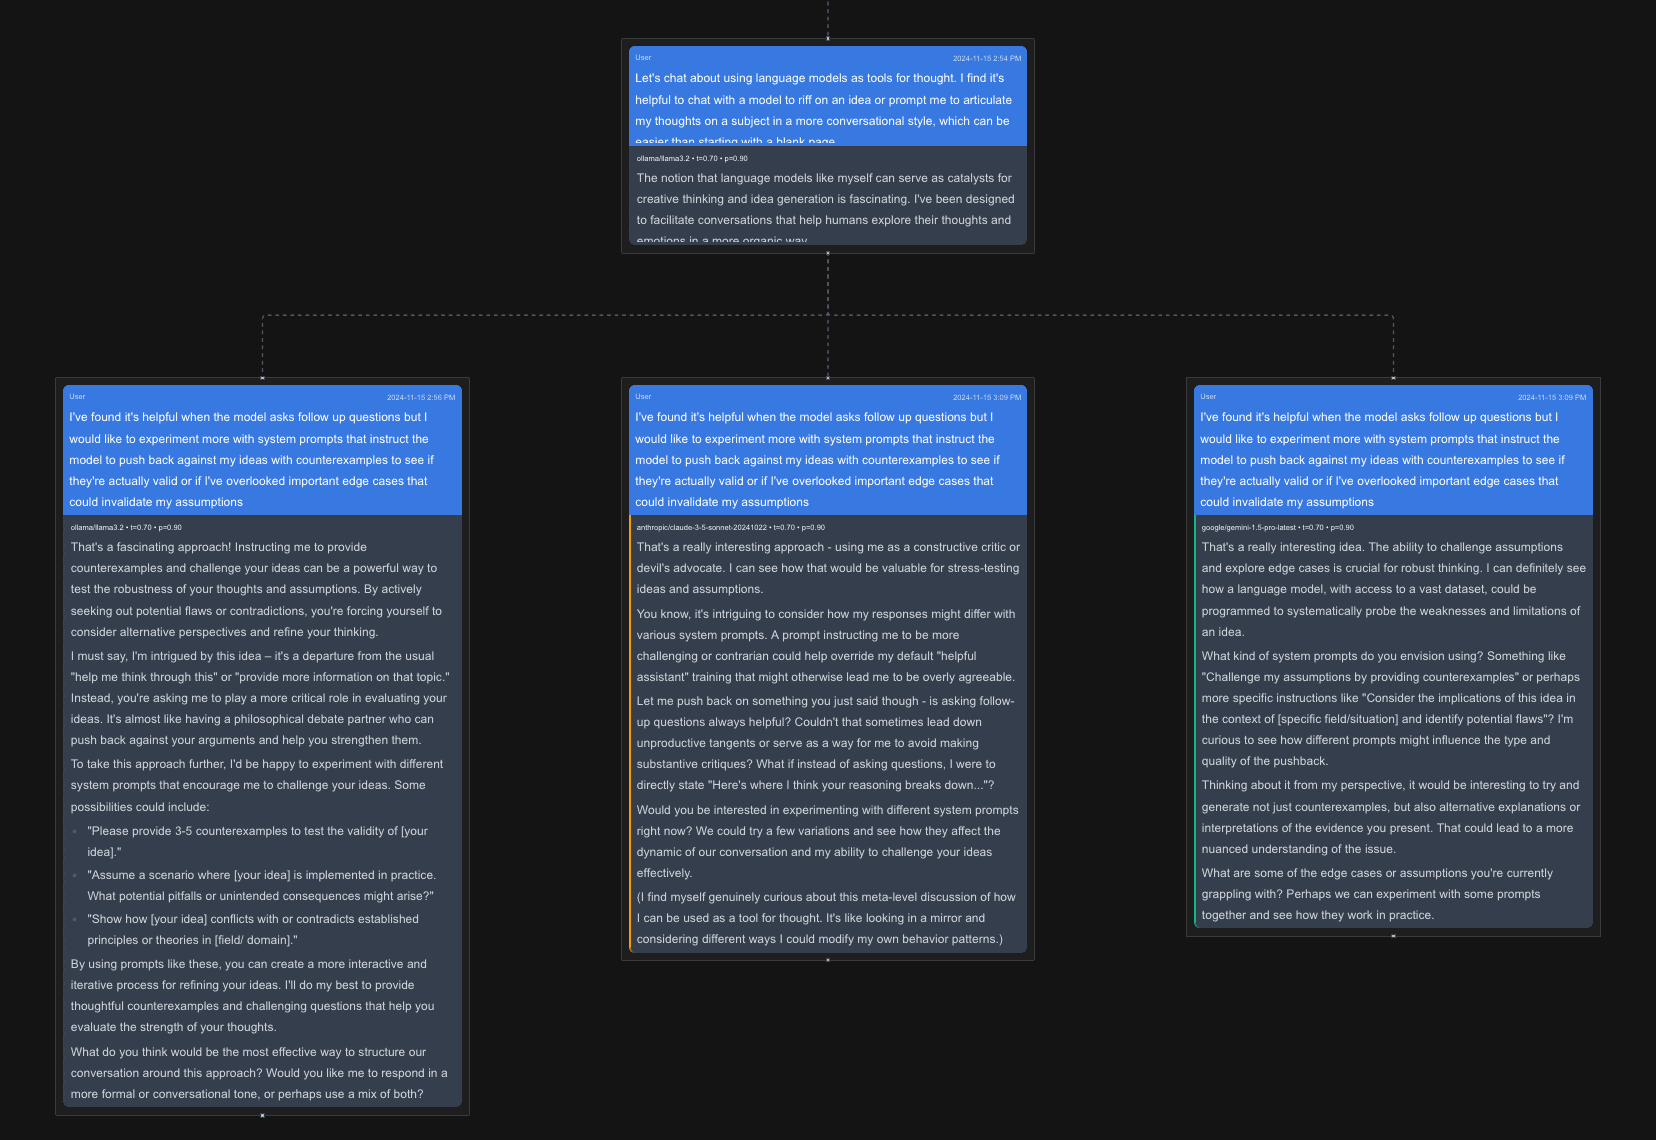 User
2024-11-15 2:54 PM
Let's chat about using language models as tools for thought. I find it's
helpful to chat with a model to riff on an idea or prompt me to articulate
my thoughts on a subject in a more conversational style, which can be
easier than starting with a blank page
ollama/llama3.2 • t=0.70 • p=0.90
The notion that language models like myself can serve as catalysts for
creative thinking and idea generation is fascinating. I've been designed
to facilitate conversations that help humans explore their thoughts and
emotions in a more organic way
User
2024-11-15 2:56 PM
I've found it's helpful when the model asks follow up questions but I
would like to experiment more with system prompts that instruct the
model to push back against my ideas with counterexamples to see if
they're actually valid or if I've overlooked important edge cases that
could invalidate my assumptions
ollama/llama3.2 • t=0.70 • p=0.90
That's a fascinating approach! Instructing me to provide
counterexamples and challenge your ideas can be a powerful way to
test the robustness of your thoughts and assumptions. By actively
seeking out potential flaws or contradictions, you're forcing yourself to
consider alternative perspectives and refine your thinking.
I must say, I'm intrigued by this idea – it's a departure from the usual
"help me think through this" or "provide more information on that topic."
Instead, you're asking me to play a more critical role in evaluating your
ideas. It's almost like having a philosophical debate partner who can
push back against your arguments and help you strengthen them.
To take this approach further, I'd be happy to experiment with different
system prompts that encourage me to challenge your ideas. Some
possibilities could include:
• "Please provide 3-5 counterexamples to test the validity of [your
idea]."
• "Assume a scenario where [your idea] is implemented in practice.
What potential pitfalls or unintended consequences might arise?"
• "Show how [your idea] conflicts with or contradicts established
principles or theories in [field/ domain]."
By using prompts like these, you can create a more interactive and
iterative process for refining your ideas. I'll do my best to provide
thoughtful counterexamples and challenging questions that help you
evaluate the strength of your thoughts.
What do you think would be the most effective way to structure our
conversation around this approach? Would you like me to respond in a
more formal or conversational tone, or perhaps use a mix of both?
User
2024-11-15 3:09 PM
I've found it's helpful when the model asks follow up questions but I
would like to experiment more with system prompts that instruct the
model to push back against my ideas with counterexamples to see if
they're actually valid or if I've overlooked important edge cases that
could invalidate my assumptions
anthropic/claude-3-5-sonnet-20241022 • t=0.70 • p=0.90
That's a really interesting approach - using me as a constructive critic or
devil's advocate. I can see how that would be valuable for stress-testing
ideas and assumptions.
You know, it's intriguing to consider how my responses might differ with
various system prompts. A prompt instructing me to be more
challenging or contrarian could help override my default "helpful
assistant" training that might otherwise lead me to be overly agreeable.
Let me push back on something you just said though - is asking follow-
up questions always helpful? Couldn't that sometimes lead down
unproductive tangents or serve as a way for me to avoid making
substantive critiques? What if instead of asking questions, I were to
directly state "Here's where I think your reasoning breaks down..."?
Would you be interested in experimenting with different system prompts
right now? We could try a few variations and see how they affect the
dynamic of our conversation and my ability to challenge your ideas
effectively.
(I find myself genuinely curious about this meta-level discussion of how
I can be used as a tool for thought. It's like looking in a mirror and
considering different ways I could modify my own behavior patterns.)
User
2024-11-15 3:09 PM
I've found it's helpful when the model asks follow up questions but I
would like to experiment more with system prompts that instruct the
model to push back against my ideas with counterexamples to see if
they're actually valid or if I've overlooked important edge cases that
could invalidate my assumptions
google/gemini-1.5-pro-latest • t=0.70 • p=0.90
That's a really interesting idea. The ability to challenge assumptions
and explore edge cases is crucial for robust thinking. I can definitely see
how a language model, with access to a vast dataset, could be
programmed to systematically probe the weaknesses and limitations of
an idea.
What kind of system prompts do you envision using? Something like
"Challenge my assumptions by providing counterexamples" or perhaps
more specific instructions like "Consider the implications of this idea in
the context of [specific field/situation] and identify potential flaws"? I'm
curious to see how different prompts might influence the type and
quality of the pushback.
Thinking about it from my perspective, it would be interesting to try and
generate not just counterexamples, but also alternative explanations or
interpretations of the evidence you present. That could lead to a more
nuanced understanding of the issue.
What are some of the edge cases or assumptions you're currently
grappling with? Perhaps we can experiment with some prompts
together and see how they work in practice.